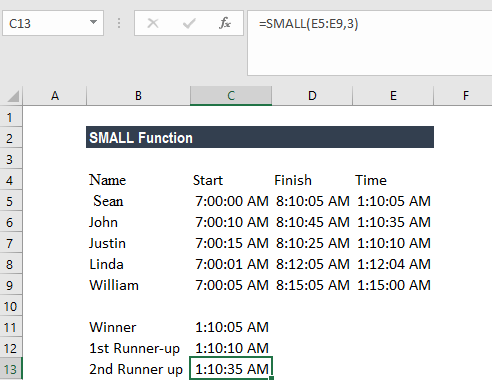 C13 fx =SMALL(E5:E9,3)
A B C D E F
1
2 SMALL Function
3
4 Name Start Finish Time
5 Sean 7:00:00 AM 8:10:05 AM 1:10:05 AM
6 John 7:00:10 AM 8:10:45 AM 1:10:35 AM
7 Justin 7:00:15 AM 8:10:25 AM 1:10:10 AM
8 Linda 7:00:01 AM 8:12:05 AM 1:12:04 AM
9 William 7:00:05 AM 8:15:05 AM 1:15:00 AM
10
11 Winner 1:10:05 AM
12 1st Runner-up 1:10:10 AM
13 2nd Runner up 1:10:35 AM